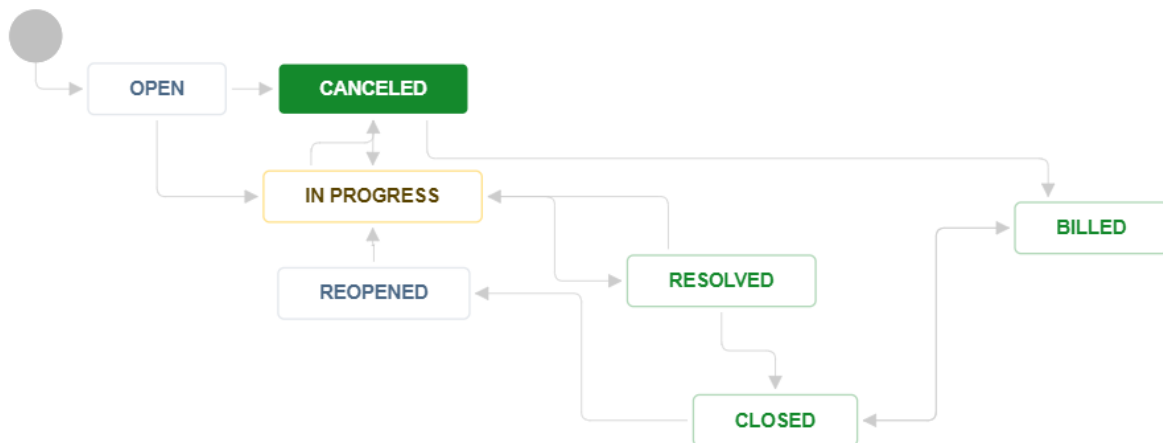 OPEN
CANCELED
IN PROGRESS
BILLED
RESOLVED
REOPENED
CLOSED